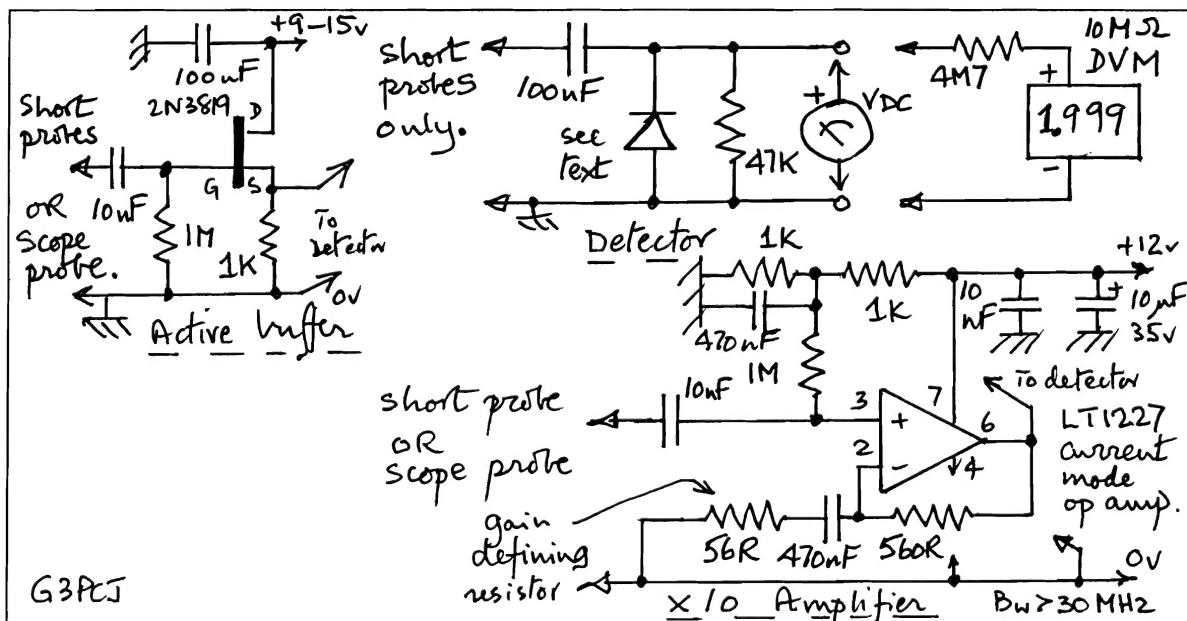 +9-15v
100nF
2N3819
D
G
S
Short
probes
OR
Scope
probe.
10nF
1M
1K
To
Detector
0v
Active buffer
short
probes
only.
100nF
see
text
47K
+
VDC
4M7
10MΩ
DVM
+
1.999
-
Detector
1K
1K
470nF
1M
10
nF
+12v
+
10µF
35v
To detector
short probe
OR
scope probe
10nF
3
+
2
-
7
6
4
LT1227
current
mode
op amp.
gain
defining
resistor
56R
470nF
560R
0v
X10 Amplifier
Bw>30MHz
G3PCJ